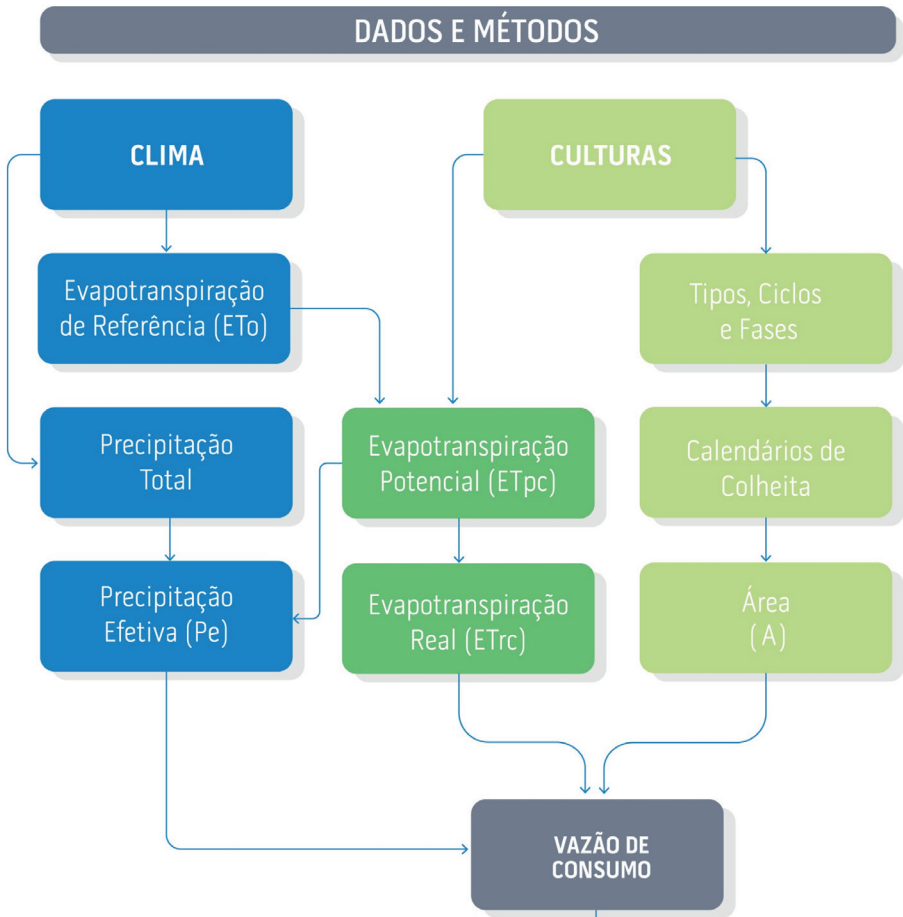 DADOS E MÉTODOS
CLIMA
CULTURAS
Evapotranspiração
de Referência (ETo)
Tipos, Ciclos
e Fases
Precipitação
Total
Evapotranspiração
Potencial (ETpc)
Calendários de
Colheita
Precipitação
Efetiva (Pe)
Evapotranspiração
Real (ETrc)
Área
(A)
VAZÃO DE
CONSUMO